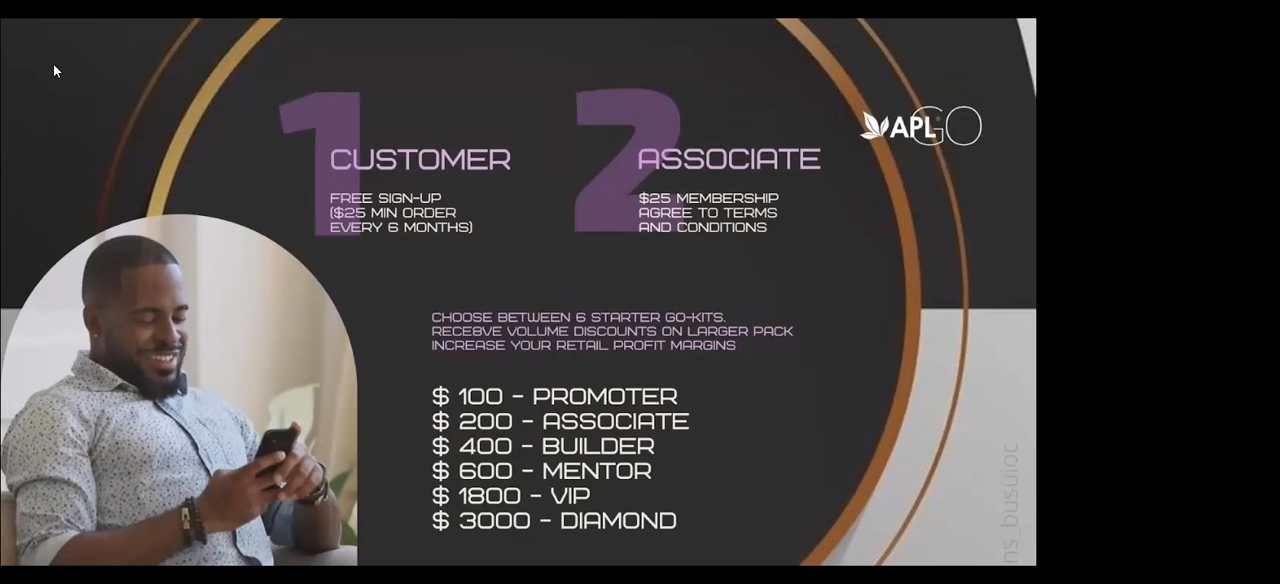 1
CUSTOMER
FREE SIGN-UP
($25 MIN ORDER
EVERY 6 MONTHS)
2
ASSOCIATE
$25 MEMBERSHIP
AGREE TO TERMS
AND CONDITIONS
APLGO
CHOOSE BETWEEN 6 STARTER GO-KITS.
RECE8VE VOLUME DISCOUNTS ON LARGER PACK
INCREASE YOUR RETAIL PROFIT MARGINS
$ 100 - PROMOTER
$ 200 - ASSOCIATE
$ 400 - BUILDER
$ 600 - MENTOR
$ 1800 - VIP
$ 3000 - DIAMOND
ns_busuioc